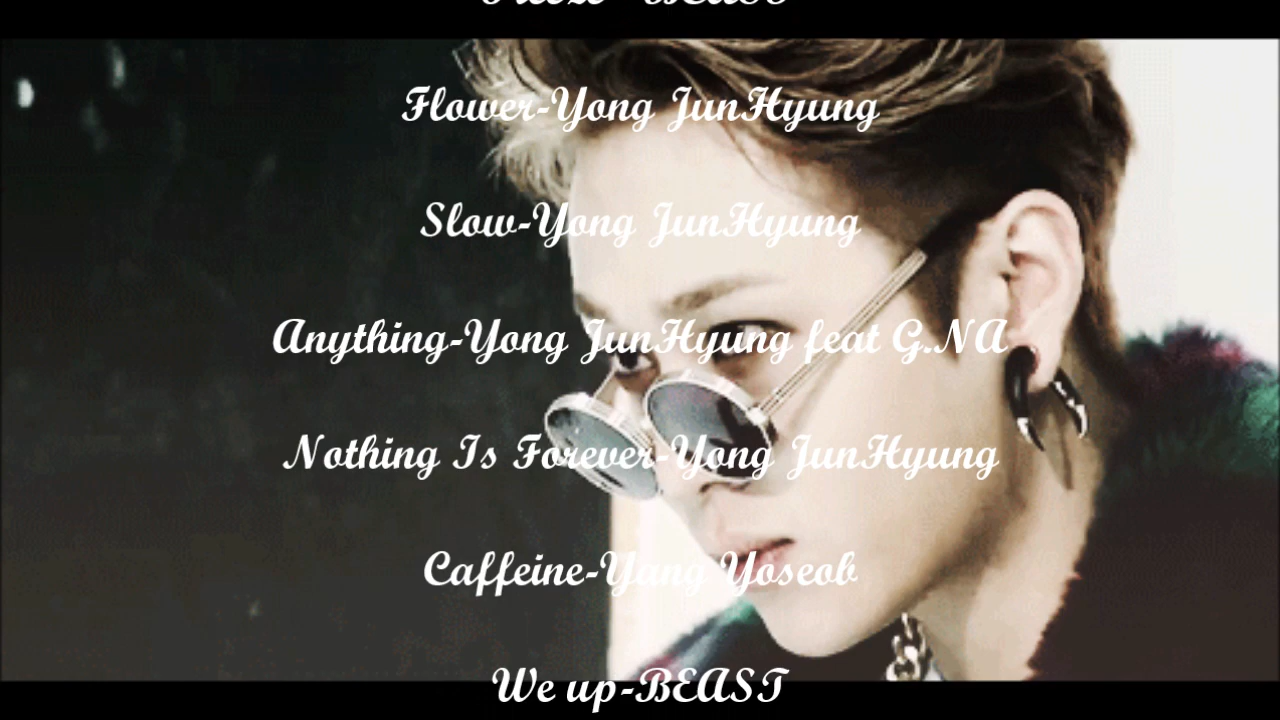 Flower-Yong JunHyung
Slow-Yong JunHyung
Anything-Yong JunHyung feat G.NA
Nothing Is Forever-Yong JunHyung
Caffeine-Yang Yoseob
We up-BEAST